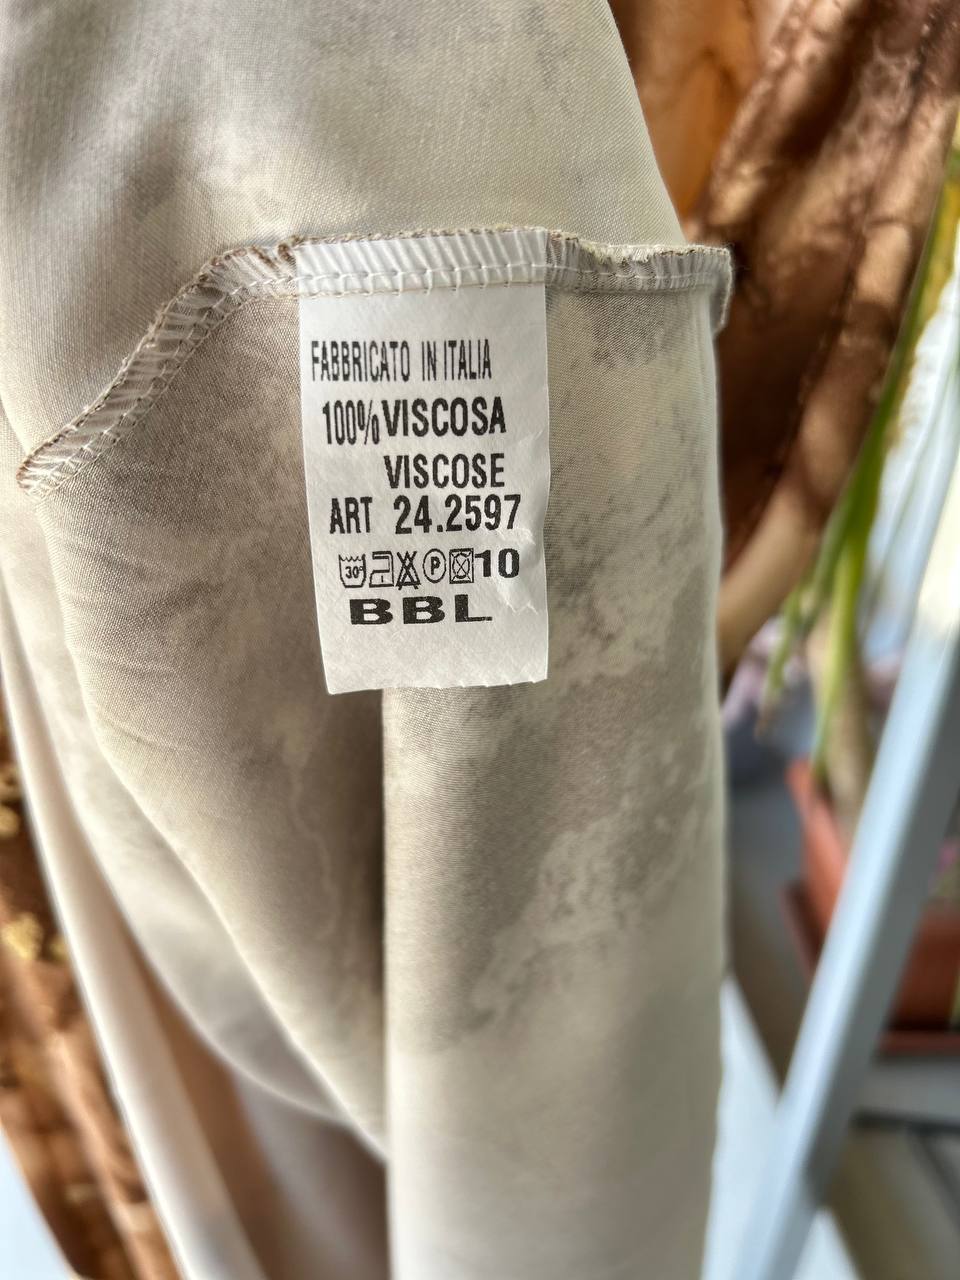 FABBRICATO IN ITALIA
100% VISCOSA
VISCOSE
ART 24.2597
30° P 10
BBL